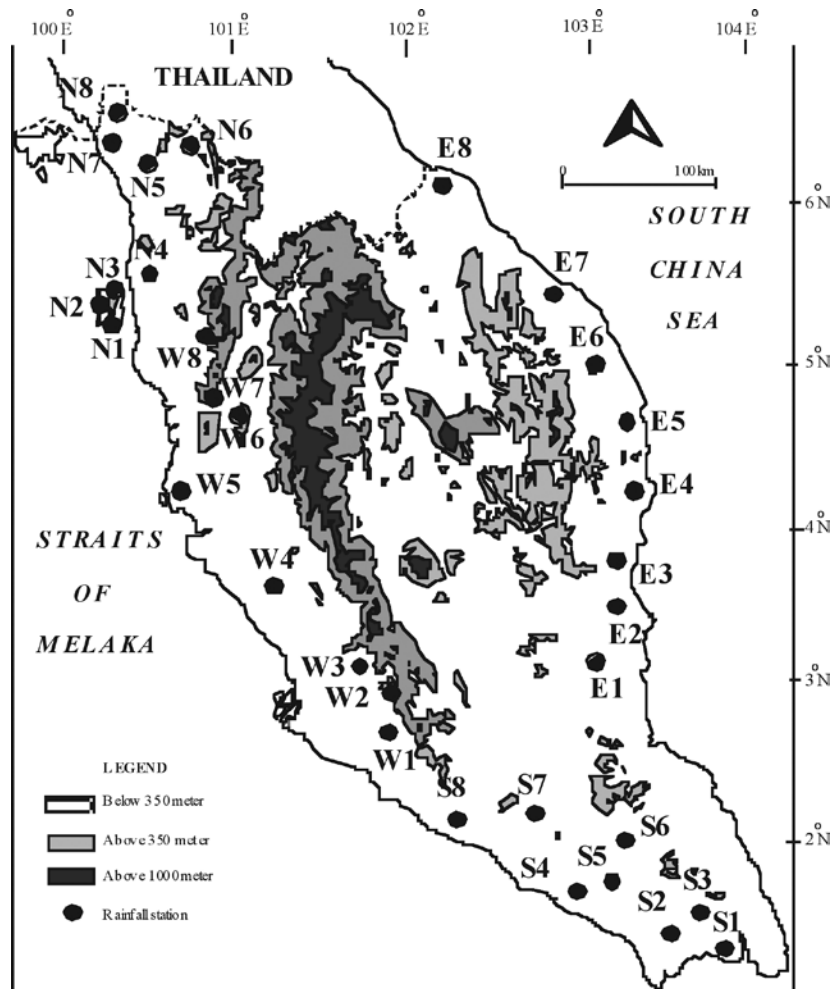 100°E 101°E 102°E 103°E 104°E
THAILAND
N8
N7
N6
N5
E8
0 100km
6°N
SOUTH
CHINA
SEA
N4
N3
N2
N1
E7
E6
W8
5°N
W7
W6
E5
W5
E4
4°N
STRAITS
OF
MELAKA
W4
E3
E2
W3
W2
E1
3°N
W1
LEGEND
Below 350 meter
Above 350 meter
Above 1000 meter
Rainfall station
S8
S7
S6
2°N
S5
S4
S3
S2
S1